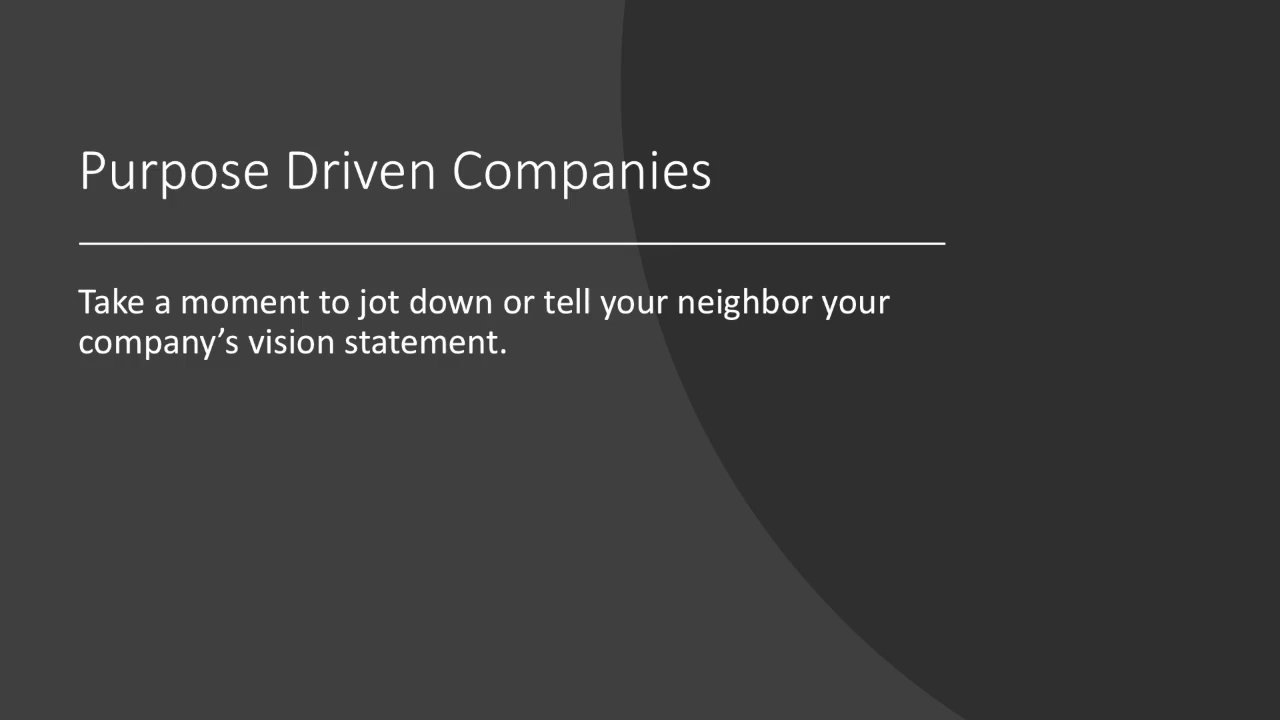 Purpose Driven Companies
Take a moment to jot down or tell your neighbor your
company’s vision statement.